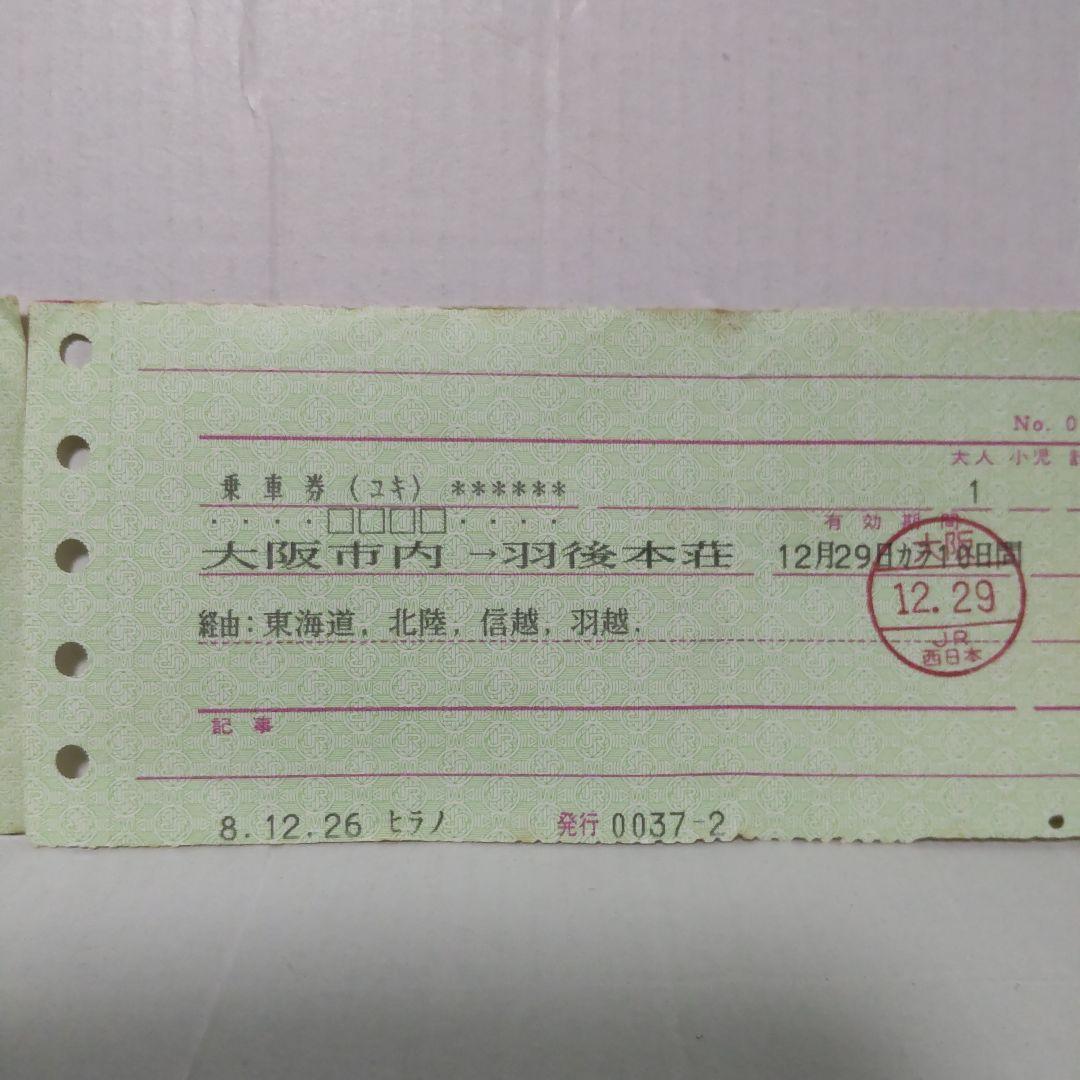 No. 0
大人 小児
乗車券(ユキ) ****** 1
・・・・□□□□・・・・ 有効期間
大阪市内→羽後本荘 12月29日カラ10日間
大阪
12.29
JR
西日本
経由:東海道, 北陸, 信越, 羽越.
記事
8.12.26 ヒラノ 発行 0037-2